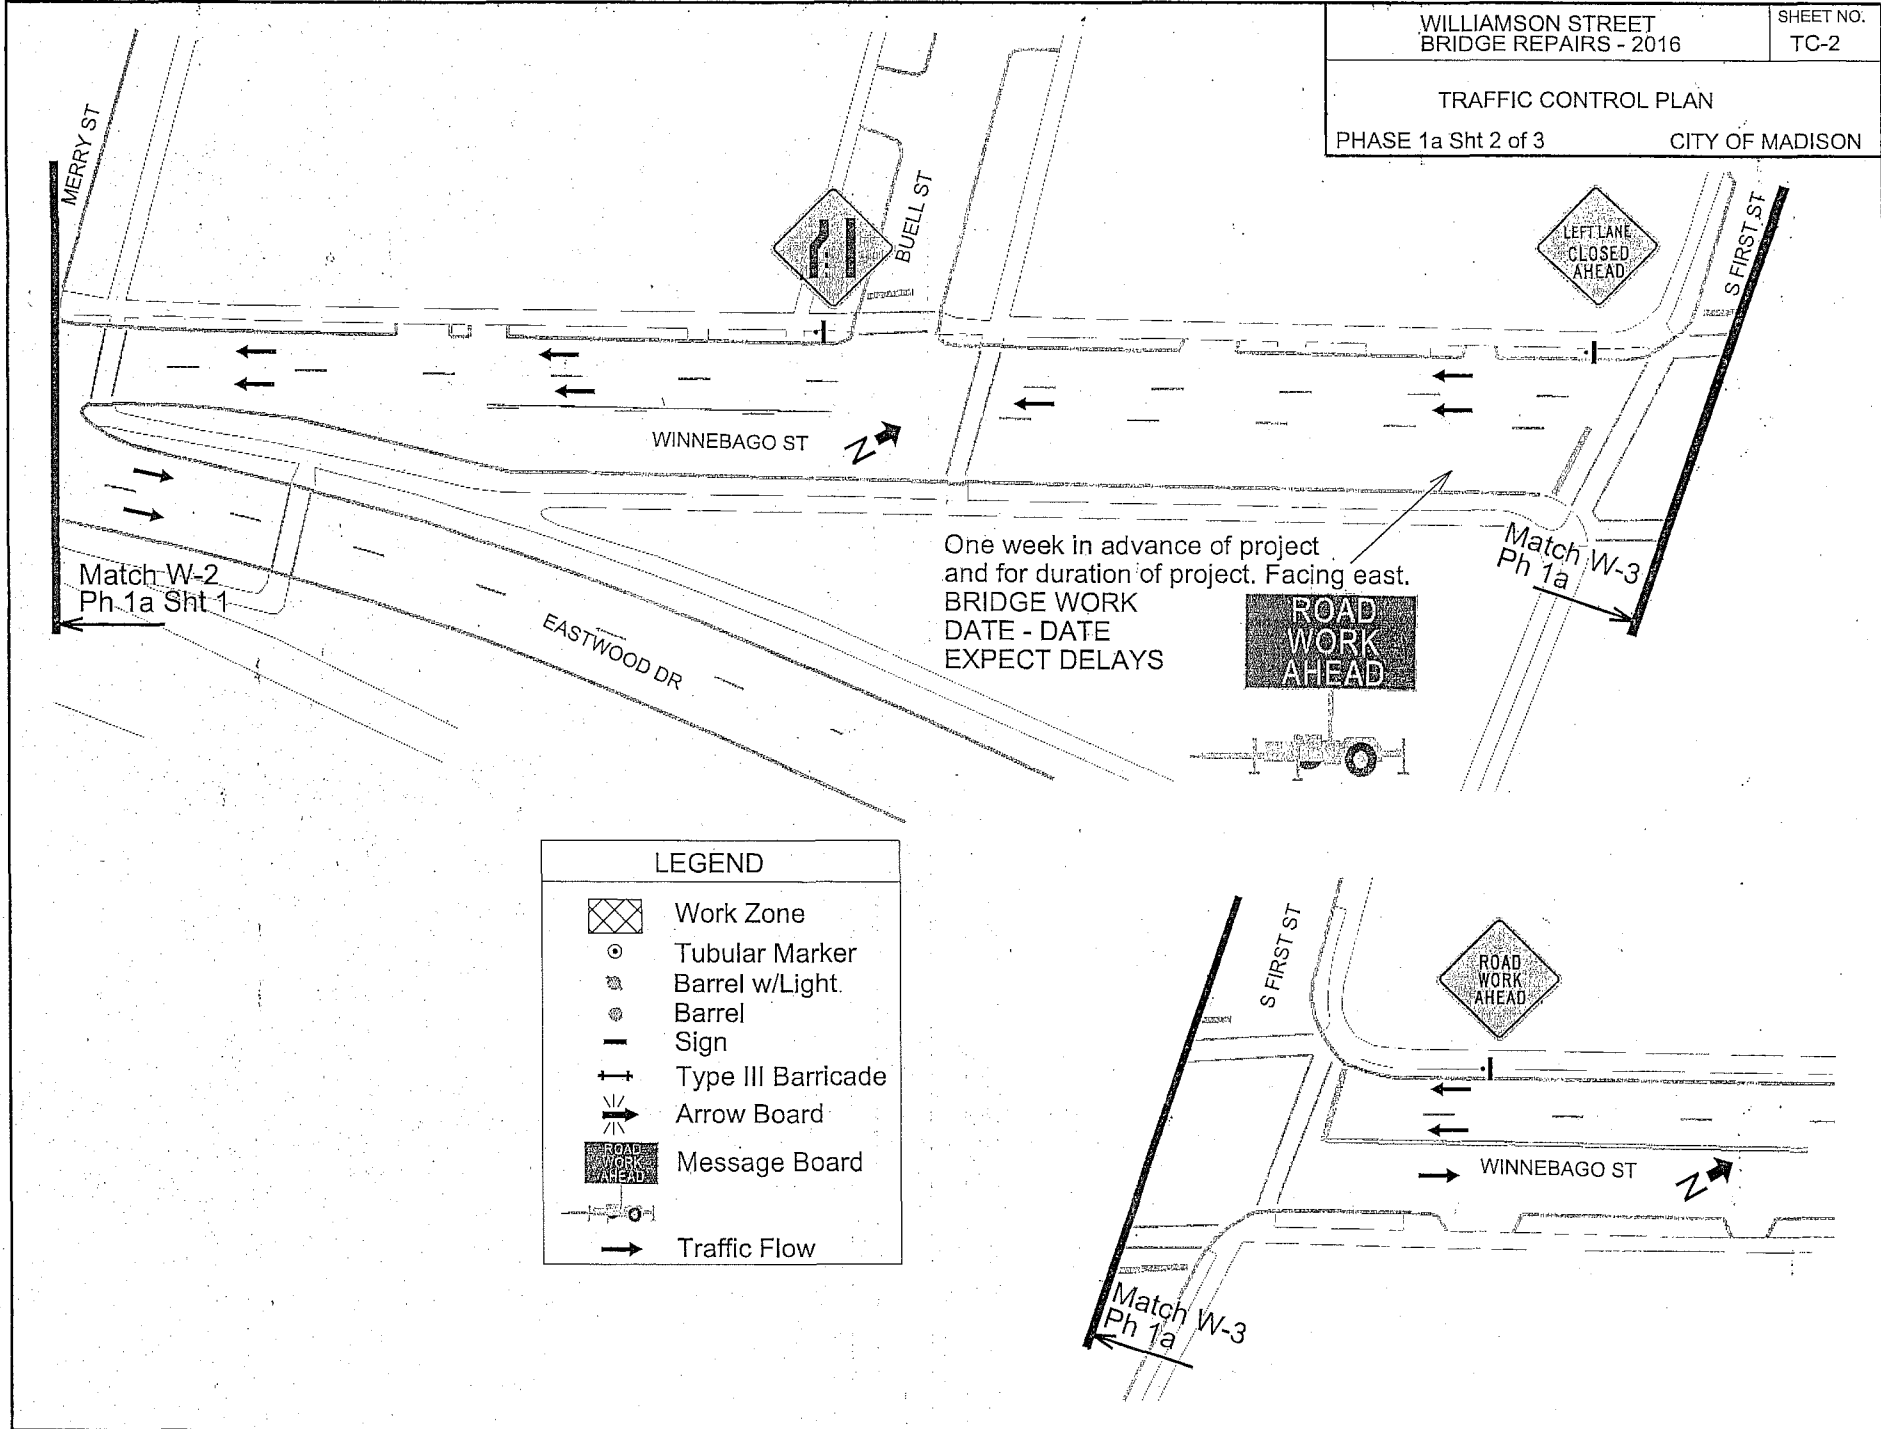 WILLIAMSON STREET
BRIDGE REPAIRS - 2016
SHEET NO.
TC-2
TRAFFIC CONTROL PLAN
PHASE 1a Sht 2 of 3
CITY OF MADISON
MERRY ST
BUELL ST
LEFT LANE
CLOSED
AHEAD
S FIRST ST
WINNEBAGO ST
N
Match W-2
Ph 1a Sht 1
EASTWOOD DR
One week in advance of project
and for duration of project. Facing east.
BRIDGE WORK
DATE - DATE
EXPECT DELAYS
ROAD
WORK
AHEAD
Match W-3
Ph 1a
LEGEND
Work Zone
Tubular Marker
Barrel w/Light
Barrel
Sign
Type III Barricade
Arrow Board
ROAD
WORK
AHEAD
Message Board
Traffic Flow
S FIRST ST
ROAD
WORK
AHEAD
WINNEBAGO ST
N
Match W-3
Ph 1a